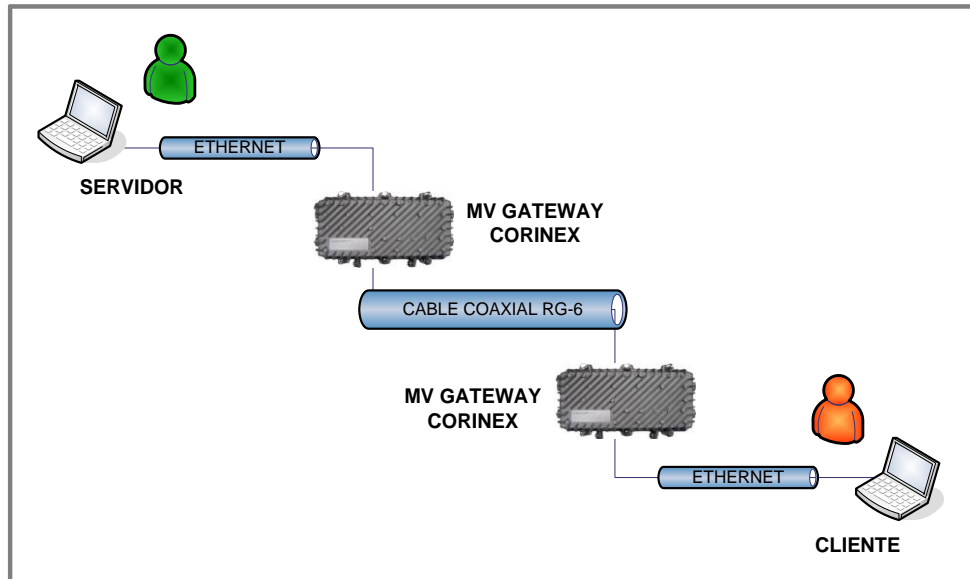 ETHERNET
SERVIDOR
MV GATEWAY
CORINEX
CABLE COAXIAL RG-6
MV GATEWAY
CORINEX
ETHERNET
CLIENTE